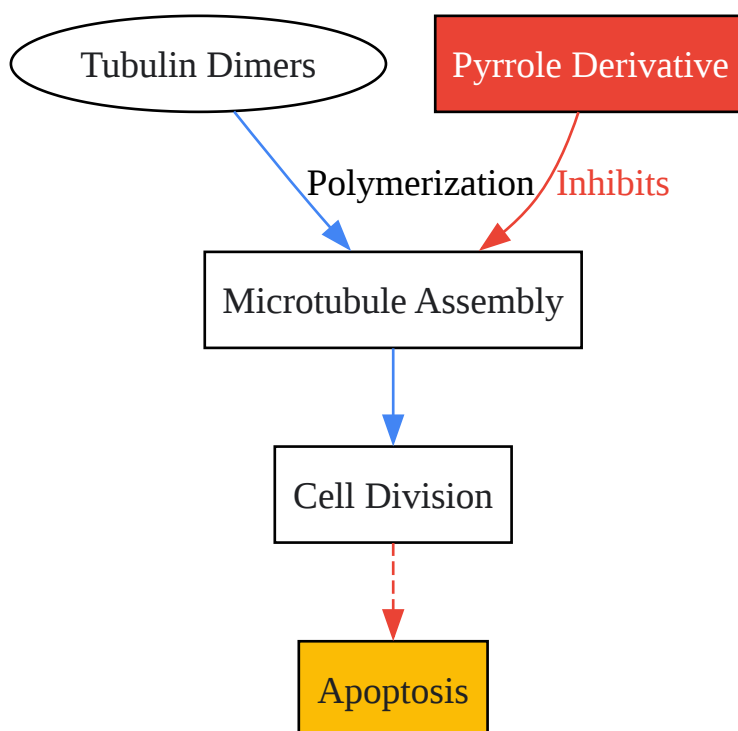 Tubulin Dimers
Pyrrole Derivative
Polymerization
Inhibits
Microtubule Assembly
Cell Division
Apoptosis